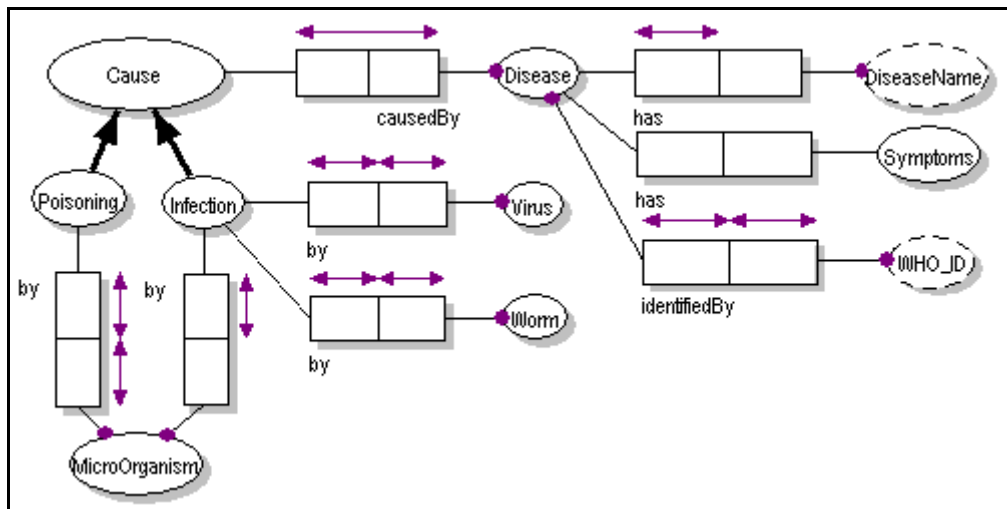 Cause
causedBy
Disease
has
DiseaseName
has
Symptoms
Poisoning
Infection
by
Virus
by
by
identifiedBy
WHO_ID
by
Worm
MicroOrganism